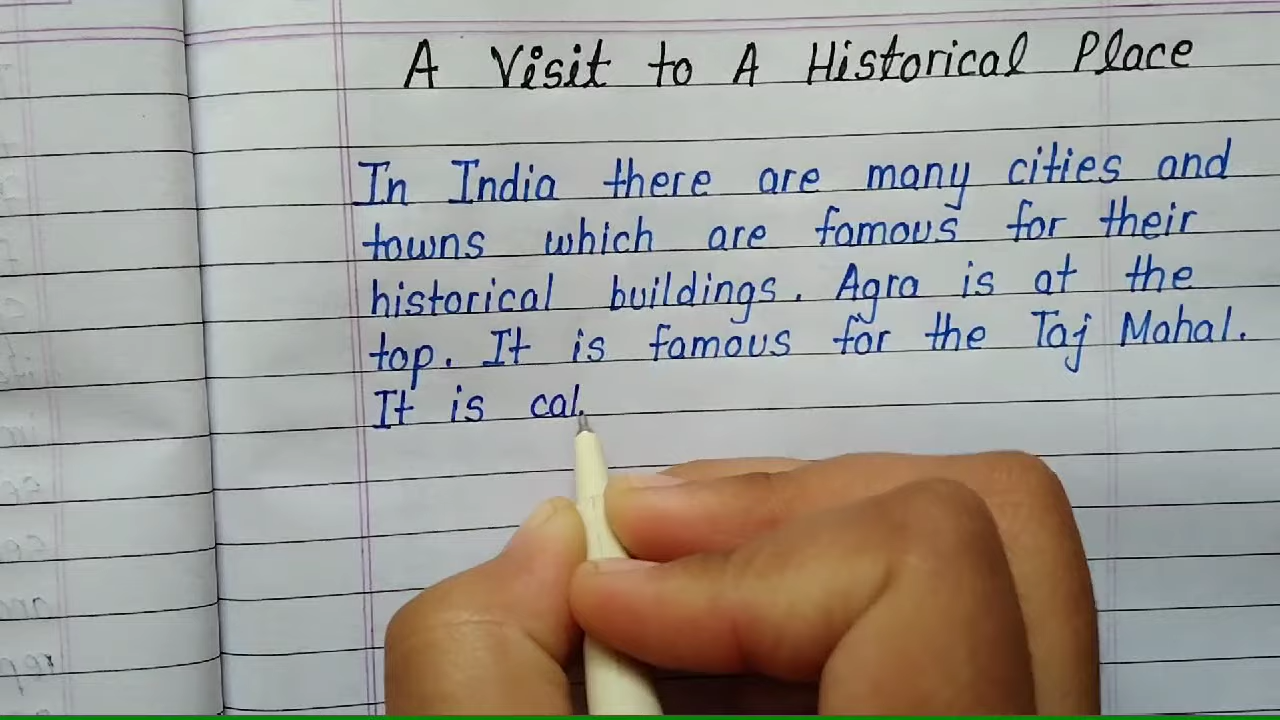 A Visit to A Historical Place
In India there are many cities and
towns which are famous for their
historical buildings. Agra is at the
top. It is famous for the Taj Mahal.
It is cal